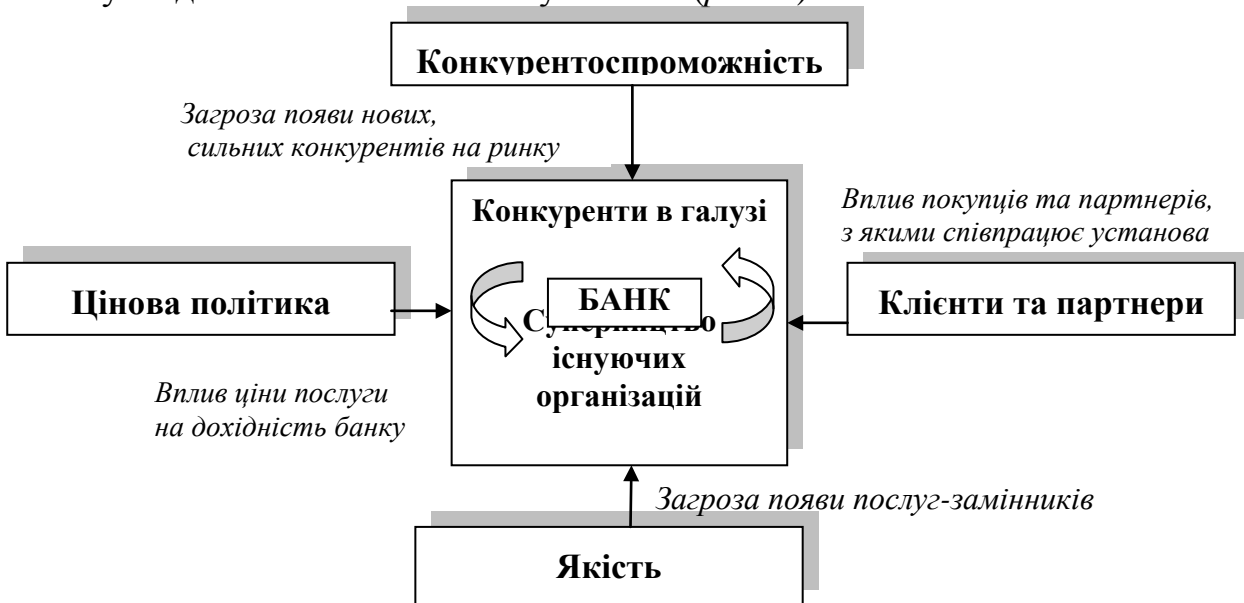 Конкурентоспроможність
Загроза появи нових,
сильних конкурентів на ринку
Конкуренти в галузі
Вплив покупців та партнерів,
з якими співпрацює установа
Цінова політика
БАНК
Клієнти та партнери
існуючих
організацій
Вплив ціни послуги
на дохідність банку
Загроза появи послуг-замінників
Якість